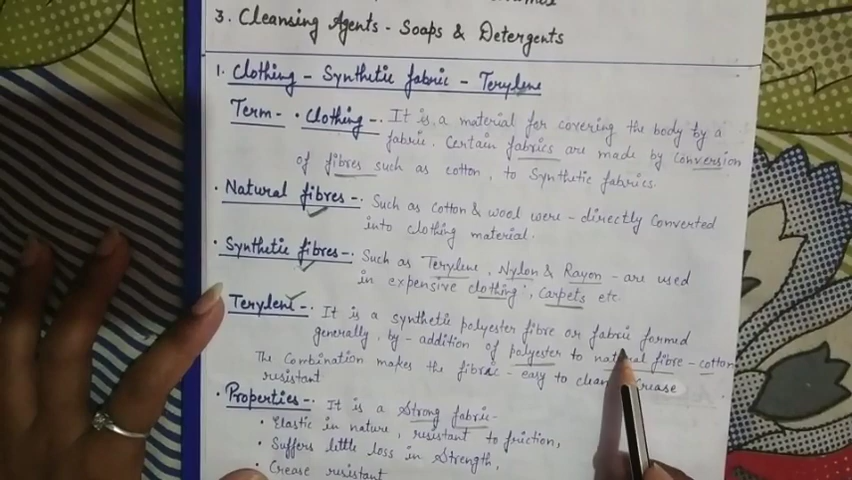 3. Cleansing Agents - Soaps & Detergents
1. Clothing - Synthetic fabric - Terylene
Term- • Clothing -. It is a material for covering the body by a
fabric. Certain fabrics are made by conversion
of fibres such as cotton, to Synthetic fabrics.
• Natural fibres -. Such as cotton & wool were - directly converted
into clothing material.
• Synthetic fibres -. Such as Terylene, Nylon & Rayon - are used
in expensive clothing, carpets etc.
Terylene -. It is a synthetic polyester fibre or fabric formed
generally, by - addition of polyester to natural fibre - cotton
The combination makes the fibric - easy to clean crease
resistant
• Properties -. It is a Strong fabric -
• Elastic in nature, resistant to friction,
• Suffers little loss in strength,
• Crease resistant